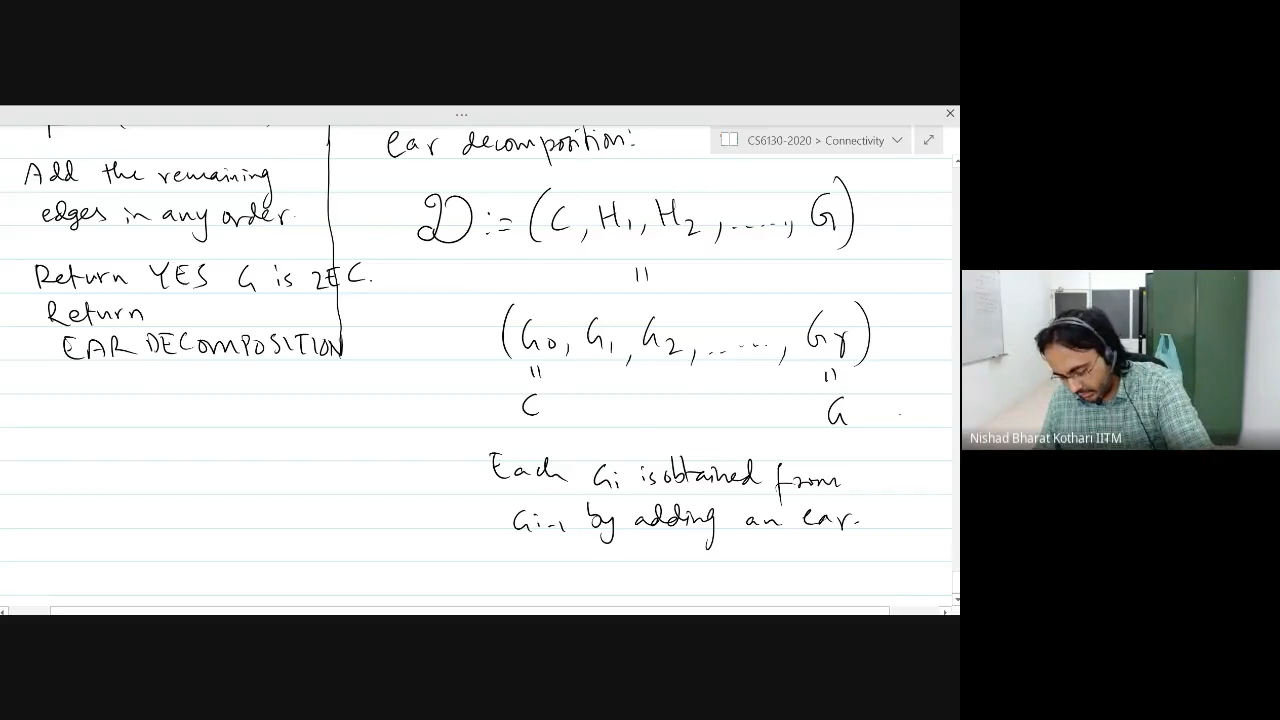 CS6130-2020 > Connectivity
Add the remaining
edges in any order.
Return YES G is 2EC.
Return
EAR DECOMPOSITION
Ear decomposition:
D := (C, H1, H2, ....., G)
=
(G0, G1, G2, ......, Gr)
= =
C G
Each Gi is obtained from
Gi-1 by adding an ear.
Nishad Bharat Kothari IITM